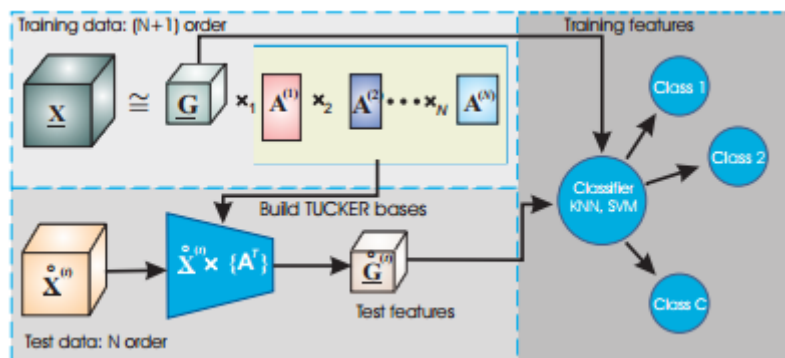 Training data: (N+1) order
Training features
X ≅ G ×₁ A⁽¹⁾ ×₂ A⁽²⁾ ••• ×_N A⁽ᴺ⁾
Class 1
Class 2
Classifier
KNN, SVM
Class C
Build TUCKER bases
X̊⁽ᵗ⁾
X̊⁽ᵗ⁾ × {Aᵀ}
G̊⁽ᵗ⁾
Test features
Test data: N order